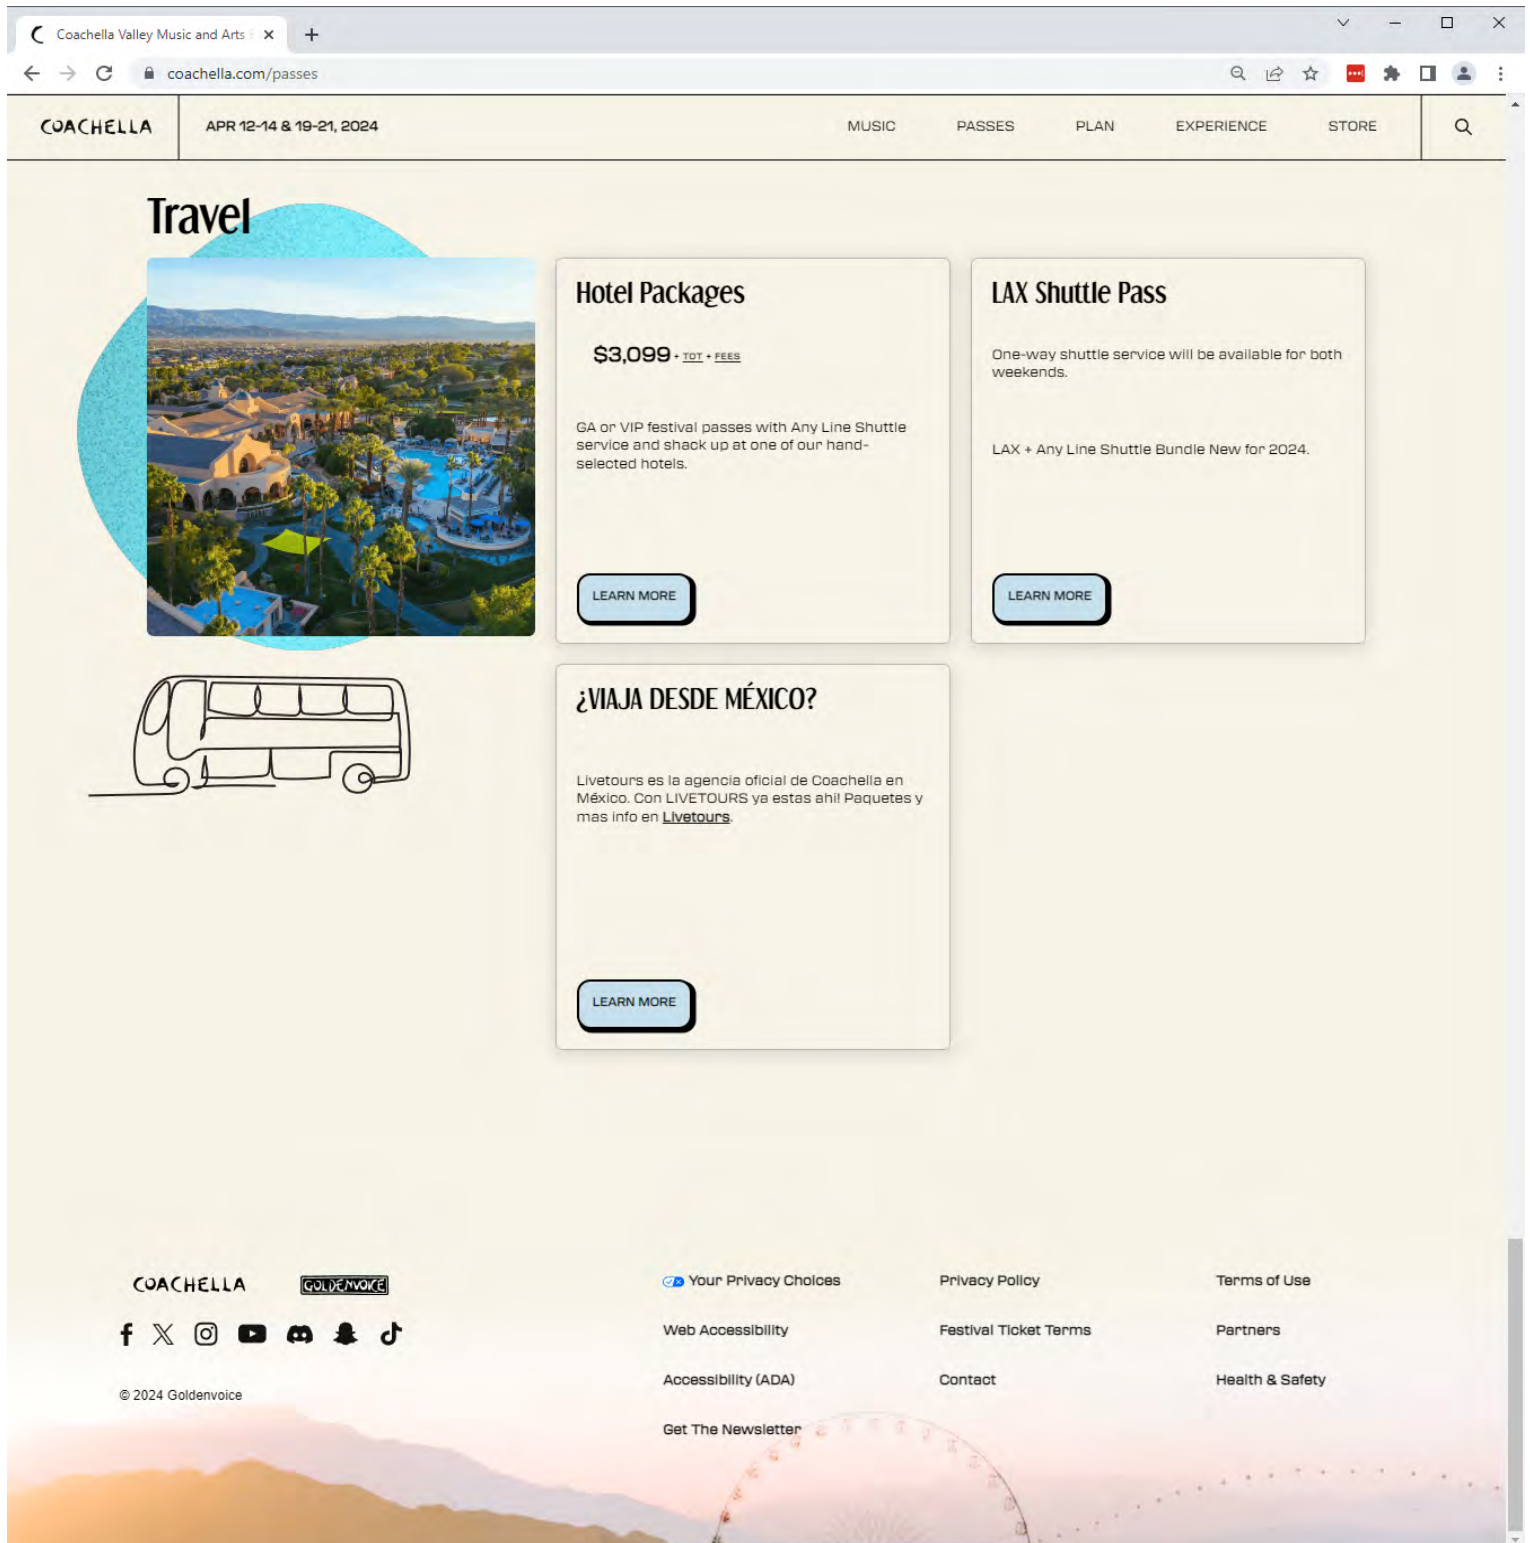 Coachella Valley Music and Arts F
coachella.com/passes
COACHELLA
APR 12-14 & 19-21, 2024
MUSIC
PASSES
PLAN
EXPERIENCE
STORE
Travel
Hotel Packages
$3,099 + TOT + FEES
GA or VIP festival passes with Any Line Shuttle
service and shack up at one of our hand-
selected hotels.
LEARN MORE
LAX Shuttle Pass
One-way shuttle service will be available for both
weekends.
LAX + Any Line Shuttle Bundle New for 2024.
LEARN MORE
¿VIAJA DESDE MÉXICO?
Livetours es la agencia oficial de Coachella en
México. Con LIVETOURS ya estas ahi! Paquetes y
mas info en Livetours.
LEARN MORE
COACHELLA
GOLDENVOICE
© 2024 Goldenvoice
Your Privacy Choices
Privacy Policy
Terms of Use
Web Accessibility
Festival Ticket Terms
Partners
Accessibility (ADA)
Contact
Health & Safety
Get The Newsletter